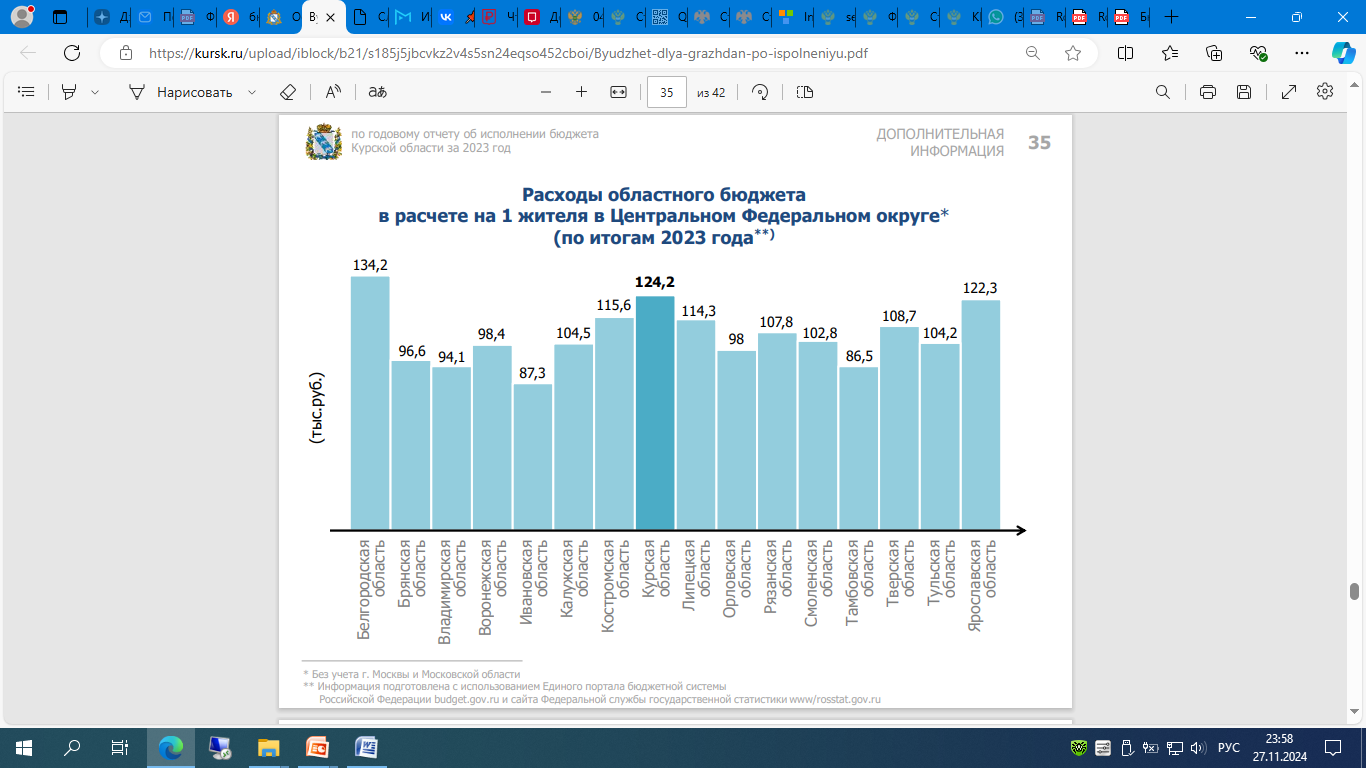 https://kursk.ru/upload/iblock/b21/s185j5jbcvkz2v4s5sn24eqso452cboi/Byudzhet-dlya-grazhdan-po-ispolneniyu.pdf
Нарисовать
35
из 42
по годовому отчету об исполнении бюджета
Курской области за 2023 год
ДОПОЛНИТЕЛЬНАЯ
ИНФОРМАЦИЯ
35
Расходы областного бюджета
в расчете на 1 жителя в Центральном Федеральном округе*
(по итогам 2023 года**)
(тыс.руб.)
134,2
96,6
94,1
98,4
87,3
104,5
115,6
124,2
114,3
98
107,8
102,8
86,5
108,7
104,2
122,3
Белгородская
область
Брянская
область
Владимирская
область
Воронежская
область
Ивановская
область
Калужская
область
Костромская
область
Курская
область
Липецкая
область
Орловская
область
Рязанская
область
Смоленская
область
Тамбовская
область
Тверская
область
Тульская
область
Ярославская
область
* Без учета г. Москвы и Московской области
** Информация подготовлена с использованием Единого портала бюджетной системы
Российской Федерации budget.gov.ru и сайта Федеральной службы государственной статистики www/rosstat.gov.ru
РУС
23:58
27.11.2024